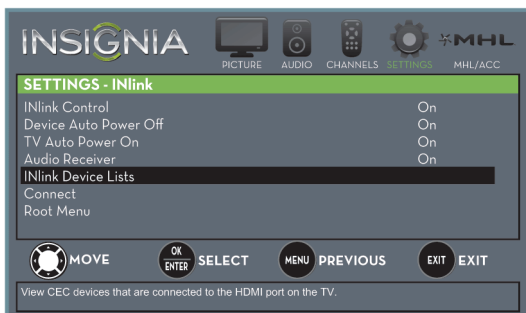 INSIGNIA
PICTURE AUDIO CHANNELS SETTINGS MHL MHL/ACC
SETTINGS - INlink
INlink Control On
Device Auto Power Off On
TV Auto Power On On
Audio Receiver On
INlink Device Lists
Connect
Root Menu
MOVE OK ENTER SELECT MENU PREVIOUS EXIT EXIT
View CEC devices that are connected to the HDMI port on the TV.